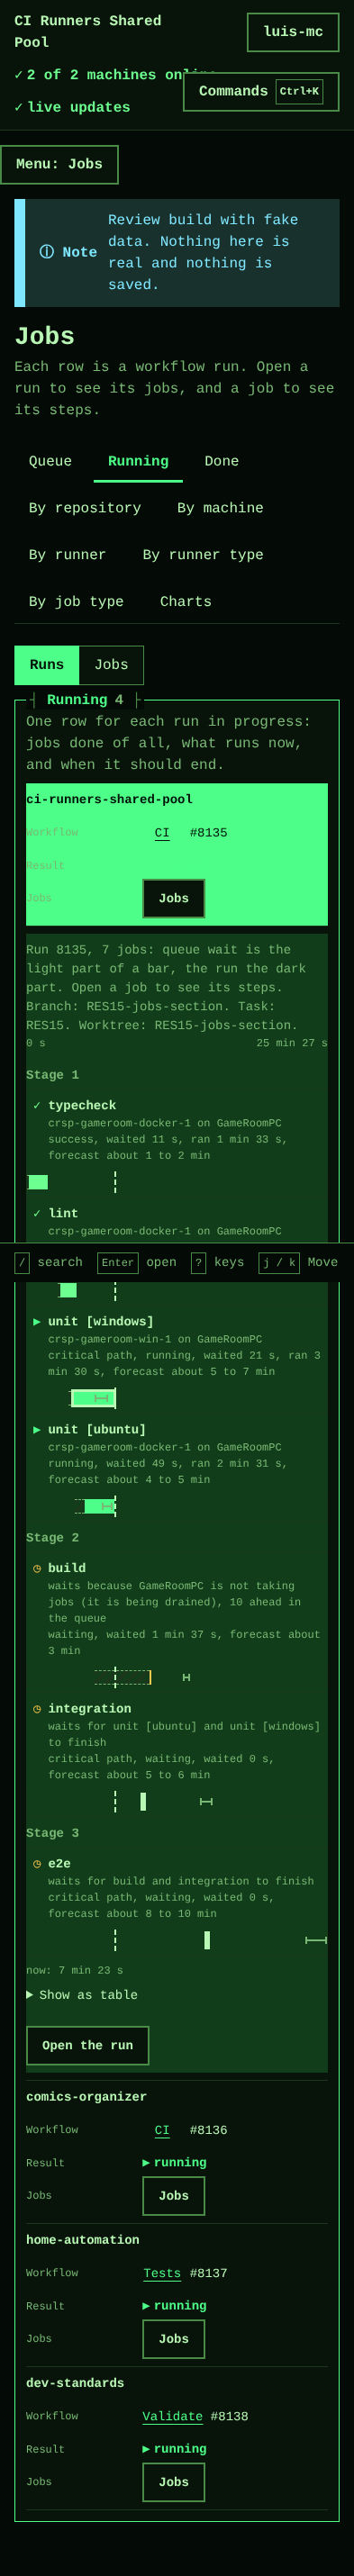 CI Runners Shared
Pool
luis-mc
✓ 2 of 2 machines
✓ live updates
Commands Ctrl+K
Menu: Jobs
ⓘ Note
Review build with fake
data. Nothing here is
real and nothing is
saved.
Jobs
Each row is a workflow run. Open a
run to see its jobs, and a job to see
its steps.
Queue Running Done
By repository By machine
By runner By runner type
By job type Charts
Runs Jobs
Running 4
One row for each run in progress:
jobs done of all, what runs now,
and when it should end.
ci-runners-shared-pool
Workflow CI #8135
Result
Jobs Jobs
Run 8135, 7 jobs: queue wait is the
light part of a bar, the run the dark
part. Open a job to see its steps.
Branch: RES15-jobs-section. Task:
RES15. Worktree: RES15-jobs-section.
0 s 25 min 27 s
Stage 1
✓ typecheck
crsp-gameroom-docker-1 on GameRoomPC
success, waited 11 s, ran 1 min 33 s,
forecast about 1 to 2 min
✓ lint
crsp-gameroom-docker-1 on GameRoomPC
/ search Enter open ? keys j / k Move
▶ unit [windows]
crsp-gameroom-win-1 on GameRoomPC
critical path, running, waited 21 s, ran 3
min 30 s, forecast about 5 to 7 min
▶ unit [ubuntu]
crsp-gameroom-docker-1 on GameRoomPC
running, waited 49 s, ran 2 min 31 s,
forecast about 4 to 5 min
Stage 2
◷ build
waits because GameRoomPC is not taking
jobs (it is being drained), 10 ahead in
the queue
waiting, waited 1 min 37 s, forecast about
3 min
◷ integration
waits for unit [ubuntu] and unit [windows]
to finish
critical path, waiting, waited 0 s,
forecast about 5 to 6 min
Stage 3
◷ e2e
waits for build and integration to finish
critical path, waiting, waited 0 s,
forecast about 8 to 10 min
now: 7 min 23 s
▶ Show as table
Open the run
comics-organizer
Workflow CI #8136
Result ▶ running
Jobs Jobs
home-automation
Workflow Tests #8137
Result ▶ running
Jobs Jobs
dev-standards
Workflow Validate #8138
Result ▶ running
Jobs Jobs